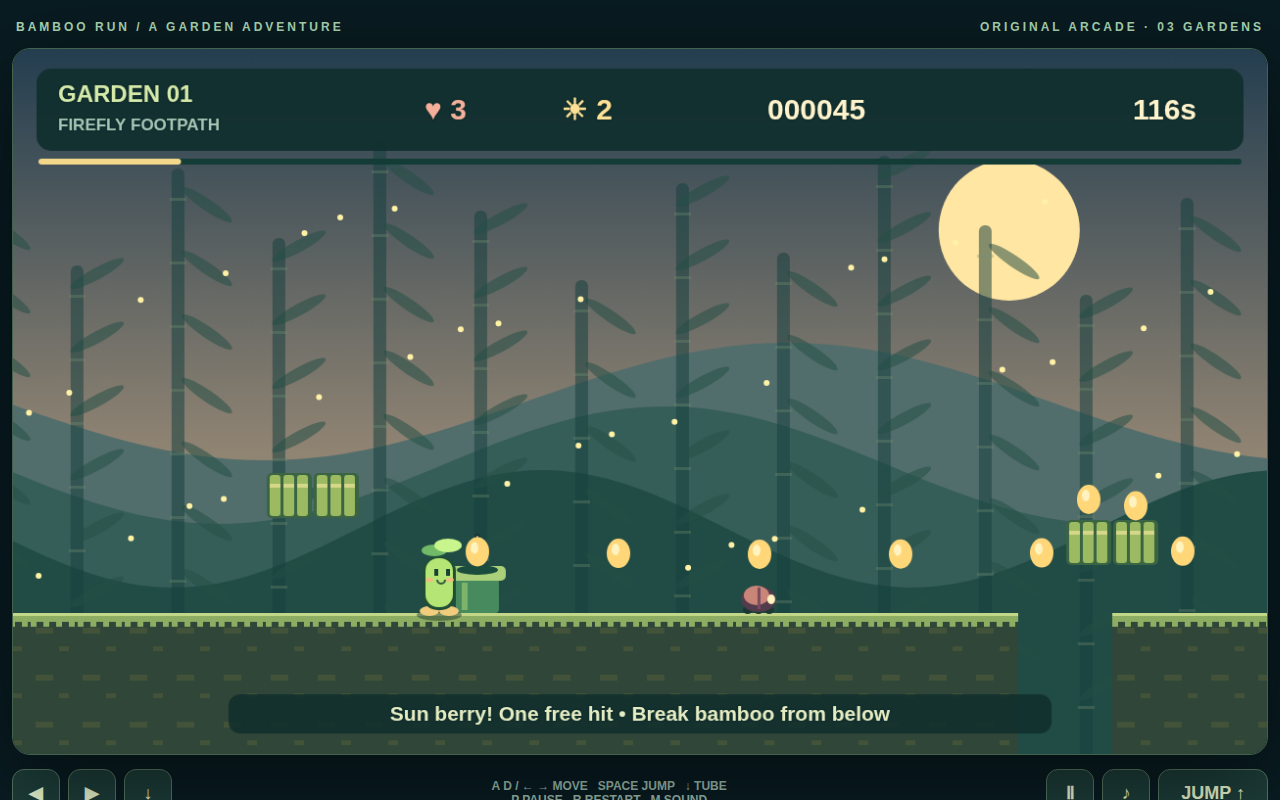 BAMBOO RUN / A GARDEN ADVENTURE
ORIGINAL ARCADE · 03 GARDENS
GARDEN 01
FIREFLY FOOTPATH
♥ 3
☀ 2
000045
116s
Sun berry! One free hit • Break bamboo from below
◀ ▶ ↓
A D / ← → MOVE SPACE JUMP ↓ TUBE
P PAUSE R RESTART M SOUND
Ⅱ ♪ JUMP ↑